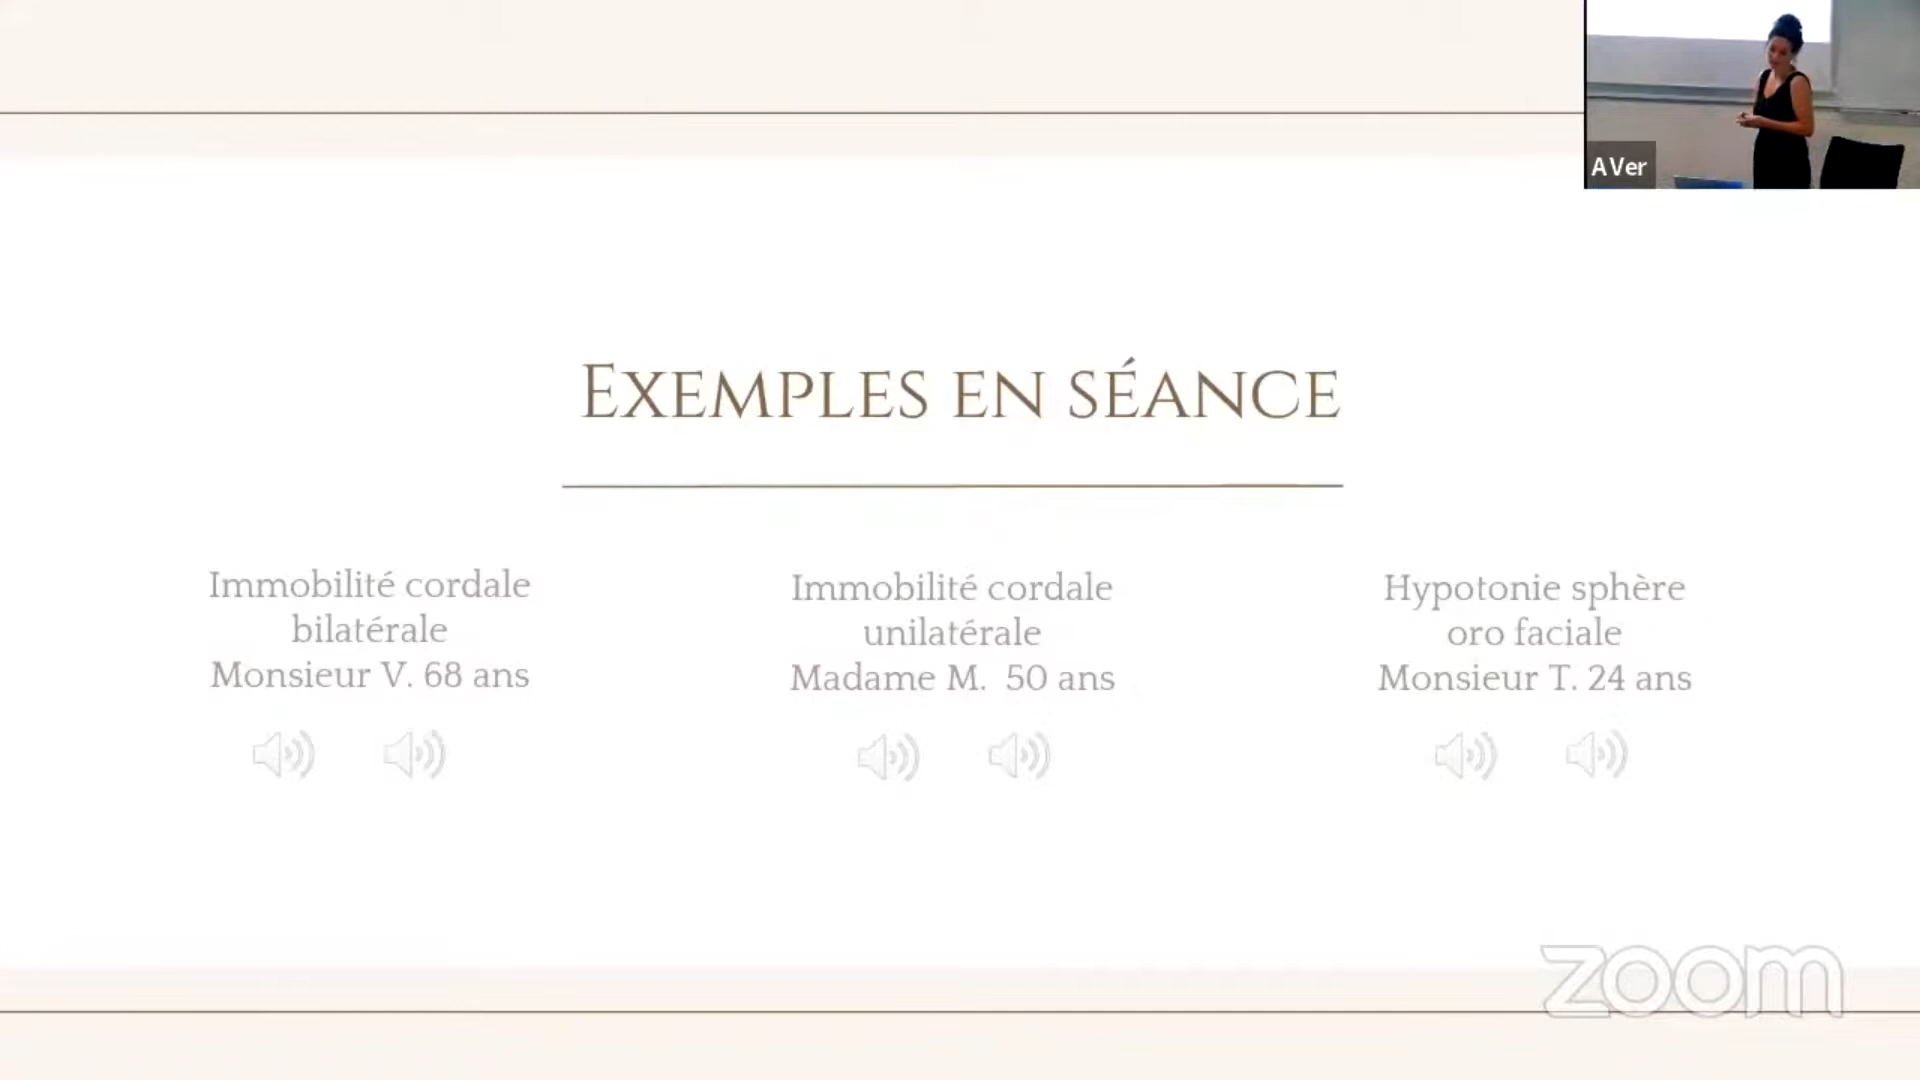 A Ver
EXEMPLES EN SÉANCE
Immobilité cordale
bilatérale
Monsieur V. 68 ans
Immobilité cordale
unilatérale
Madame M. 50 ans
Hypotonie sphère
oro faciale
Monsieur T. 24 ans
zoom